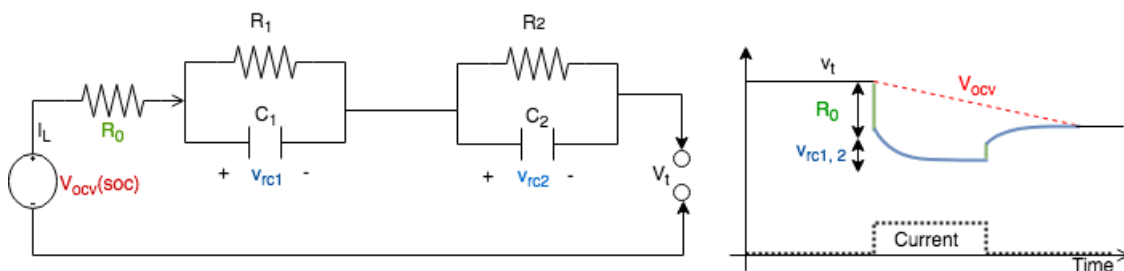 R1
R2
R0
C1
C2
IL
+ vrc1 -
+ vrc2 -
Vocv(soc)
+
-
Vt
vt
Vocv
R0
vrc1, 2
Current
Time